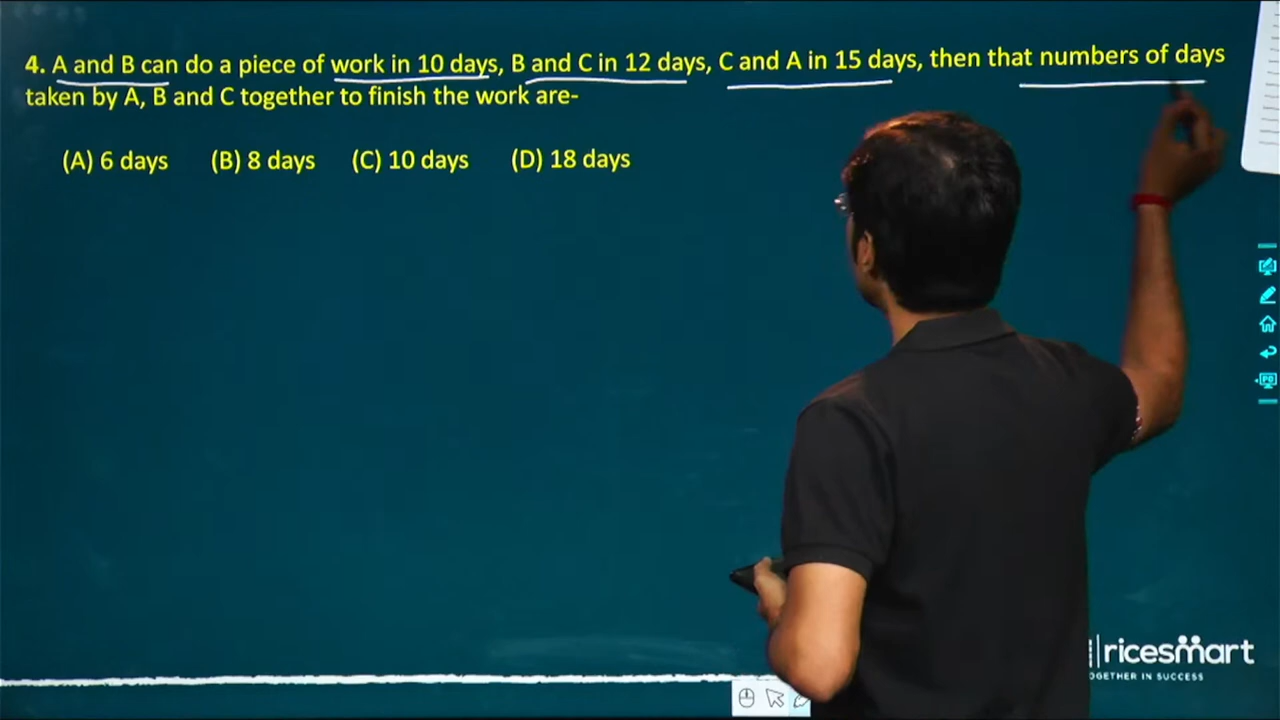 4. A and B can do a piece of work in 10 days, B and C in 12 days, C and A in 15 days, then that numbers of days
taken by A, B and C together to finish the work are-
(A) 6 days (B) 8 days (C) 10 days (D) 18 days
ricesmart
OGETHER IN SUCCESS